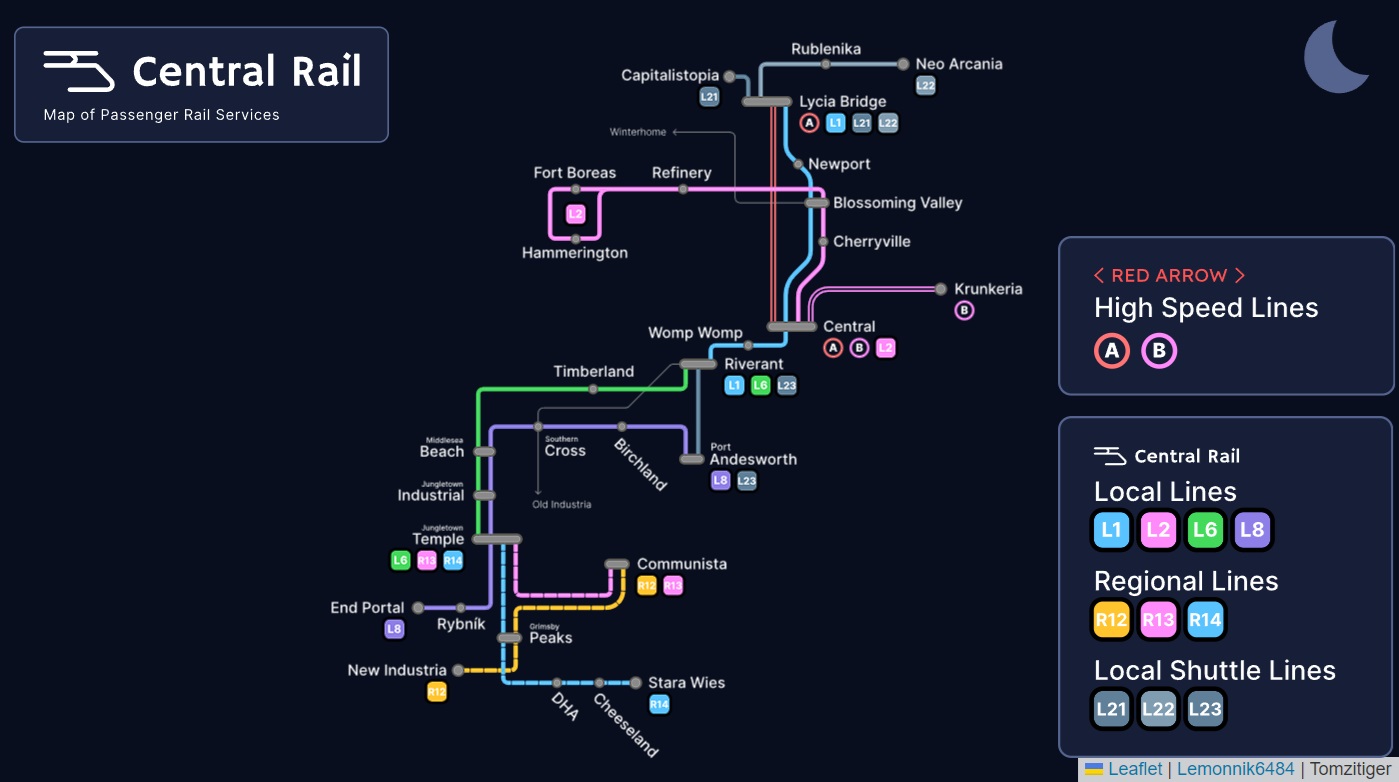 Central Rail
Map of Passenger Rail Services
Rublenika
Capitalistopia
L21
Neo Arcania
L22
Lycia Bridge
A L1 L21 L22
Winterhome
Newport
Fort Boreas
Refinery
L2
Hammerington
Blossoming Valley
Cherryville
Krunkeria
B
Central
A B L2
Womp Womp
Riverant
L1 L6 L23
Timberland
Middlesea
Beach
Southern
Cross
Birchland
Port
Andesworth
L8 L23
Jungletown
Industrial
Old Industria
Jungletown
Temple
L6 R13 R14
Communista
R12 R13
End Portal
L8
Rybník
Grimsby
Peaks
New Industria
R12
DHA
Cheeseland
Stara Wies
R14
< RED ARROW >
High Speed Lines
A B
Central Rail
Local Lines
L1 L2 L6 L8
Regional Lines
R12 R13 R14
Local Shuttle Lines
L21 L22 L23
Leaflet | Lemonnik6484 | Tomzitiger